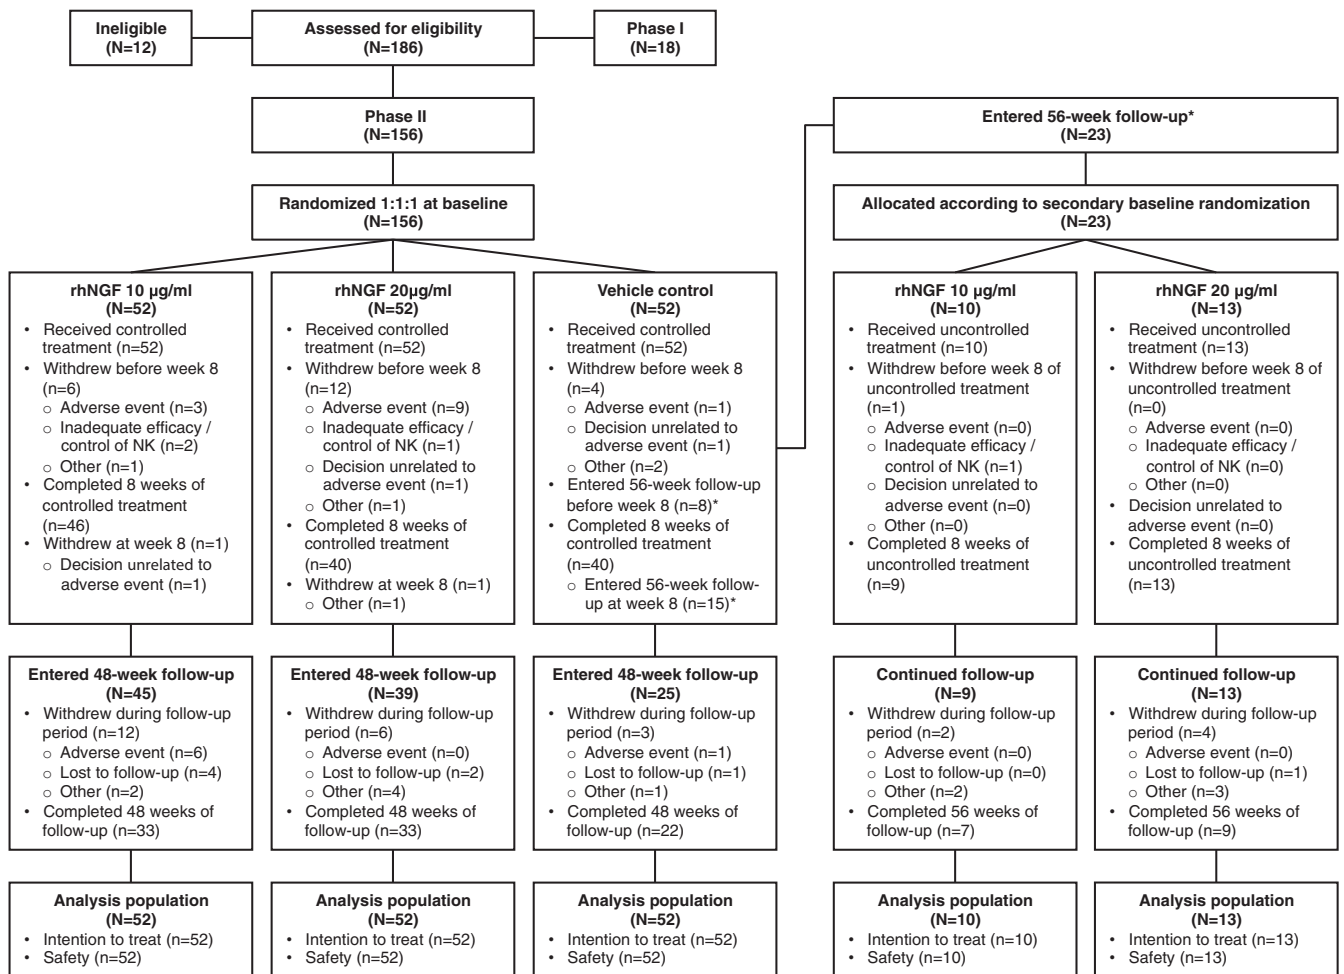 Ineligible
(N=12)
Assessed for eligibility
(N=186)
Phase I
(N=18)
Phase II
(N=156)
Entered 56-week follow-up*
(N=23)
Randomized 1:1:1 at baseline
(N=156)
Allocated according to secondary baseline randomization
(N=23)
rhNGF 10 µg/ml
(N=52)
• Received controlled
treatment (n=52)
• Withdrew before week 8
(n=6)
○ Adverse event (n=3)
○ Inadequate efficacy /
control of NK (n=2)
○ Other (n=1)
• Completed 8 weeks of
controlled treatment
(n=46)
• Withdrew at week 8 (n=1)
○ Decision unrelated to
adverse event (n=1)
rhNGF 20µg/ml
(N=52)
• Received controlled
treatment (n=52)
• Withdrew before week 8
(n=12)
○ Adverse event (n=9)
○ Inadequate efficacy /
control of NK (n=1)
○ Decision unrelated to
adverse event (n=1)
○ Other (n=1)
• Completed 8 weeks of
controlled treatment
(n=40)
• Withdrew at week 8 (n=1)
○ Other (n=1)
Vehicle control
(N=52)
• Received controlled
treatment (n=52)
• Withdrew before week 8
(n=4)
○ Adverse event (n=1)
○ Decision unrelated to
adverse event (n=1)
○ Other (n=2)
• Entered 56-week follow-up
before week 8 (n=8)*
• Completed 8 weeks of
controlled treatment
(n=40)
○ Entered 56-week follow-
up at week 8 (n=15)*
rhNGF 10 µg/ml
(N=10)
• Received uncontrolled
treatment (n=10)
• Withdrew before week 8 of
uncontrolled treatment
(n=1)
○ Adverse event (n=0)
○ Inadequate efficacy /
control of NK (n=1)
○ Decision unrelated to
adverse event (n=0)
○ Other (n=0)
• Completed 8 weeks of
uncontrolled treatment
(n=9)
rhNGF 20 µg/ml
(N=13)
• Received uncontrolled
treatment (n=13)
• Withdrew before week 8 of
uncontrolled treatment
(n=0)
○ Adverse event (n=0)
○ Inadequate efficacy /
control of NK (n=0)
○ Other (n=0)
• Decision unrelated to
adverse event (n=0)
• Completed 8 weeks of
uncontrolled treatment
(n=13)
Entered 48-week follow-up
(N=45)
• Withdrew during follow-up
period (n=12)
○ Adverse event (n=6)
○ Lost to follow-up (n=4)
○ Other (n=2)
• Completed 48 weeks of
follow-up (n=33)
Entered 48-week follow-up
(N=39)
• Withdrew during follow-up
period (n=6)
○ Adverse event (n=0)
○ Lost to follow-up (n=2)
○ Other (n=4)
• Completed 48 weeks of
follow-up (n=33)
Entered 48-week follow-up
(N=25)
• Withdrew during follow-up
period (n=3)
○ Adverse event (n=1)
○ Lost to follow-up (n=1)
○ Other (n=1)
• Completed 48 weeks of
follow-up (n=22)
Continued follow-up
(N=9)
• Withdrew during follow-up
period (n=2)
○ Adverse event (n=0)
○ Lost to follow-up (n=0)
○ Other (n=2)
• Completed 56 weeks of
follow-up (n=7)
Continued follow-up
(N=13)
• Withdrew during follow-up
period (n=4)
○ Adverse event (n=0)
○ Lost to follow-up (n=1)
○ Other (n=3)
• Completed 56 weeks of
follow-up (n=9)
Analysis population
(N=52)
• Intention to treat (n=52)
• Safety (n=52)
Analysis population
(N=52)
• Intention to treat (n=52)
• Safety (n=52)
Analysis population
(N=52)
• Intention to treat (n=52)
• Safety (n=52)
Analysis population
(N=10)
• Intention to treat (n=10)
• Safety (n=10)
Analysis population
(N=13)
• Intention to treat (n=13)
• Safety (n=13)